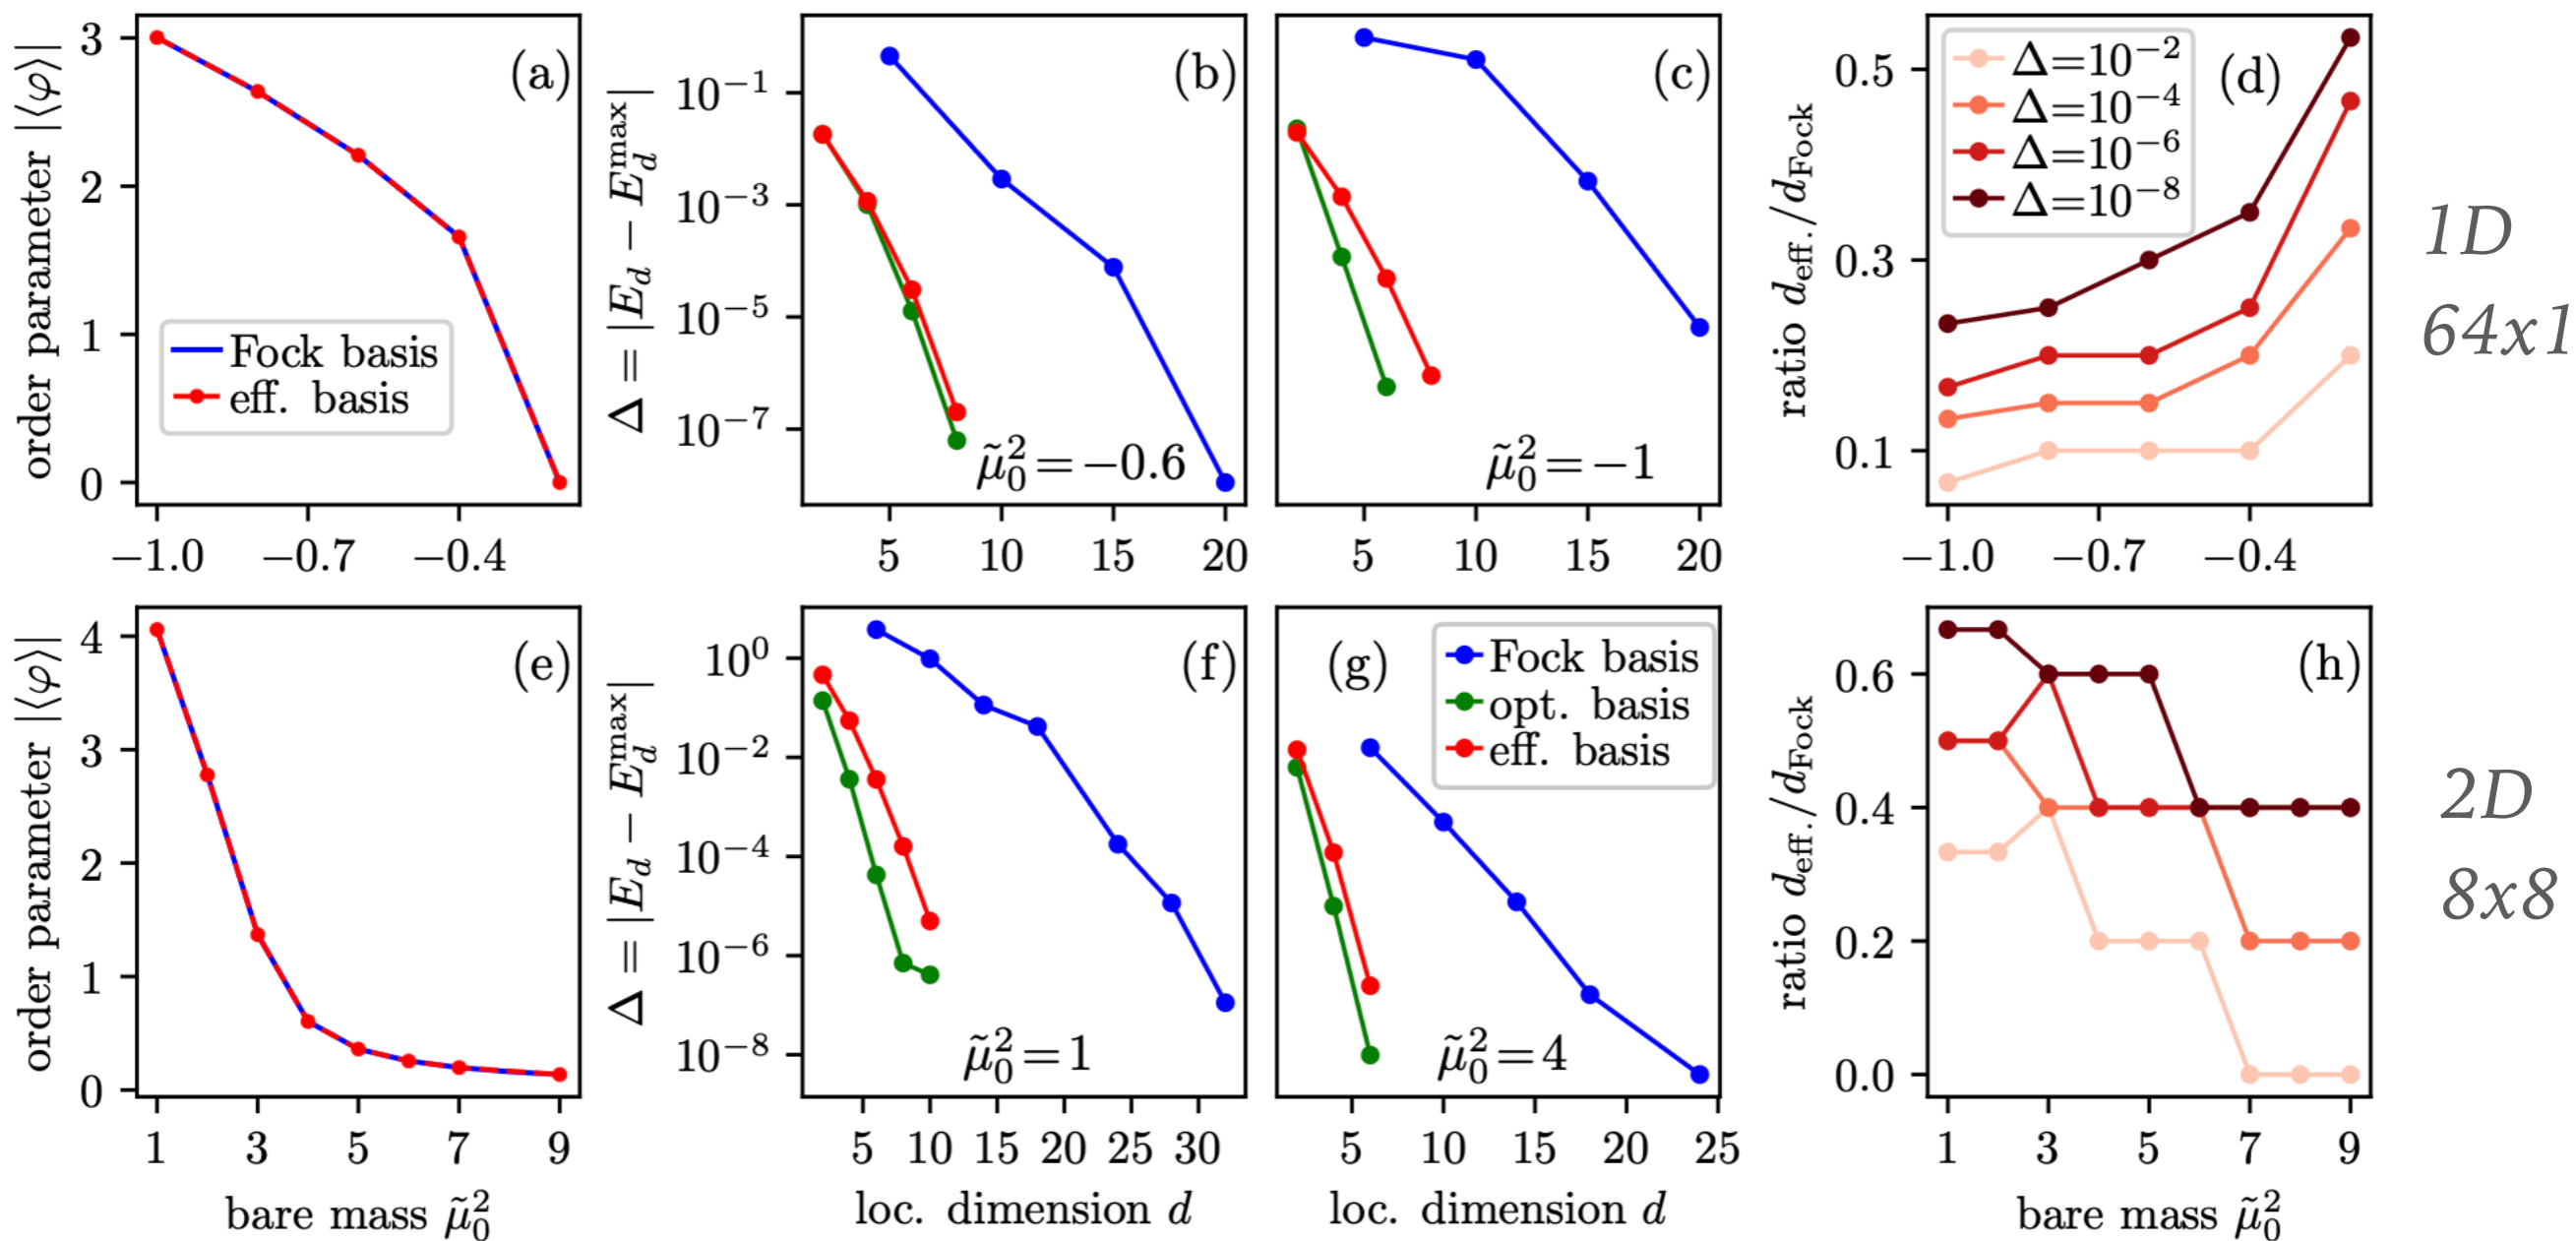 order parameter |⟨φ⟩|
3
2
1
0
(a)
Fock basis
eff. basis
−1.0 −0.7 −0.4
Δ = |E_d − E_d^max|
10^−1
10^−3
10^−5
10^−7
(b)
μ̃_0^2=−0.6
5 10 15 20
(c)
μ̃_0^2=−1
5 10 15 20
ratio d_eff./d_Fock
0.5
0.3
0.1
Δ=10^−2
Δ=10^−4
Δ=10^−6
Δ=10^−8
(d)
−1.0 −0.7 −0.4
1D
64x1
order parameter |⟨φ⟩|
4
3
2
1
0
(e)
1 3 5 7 9
bare mass μ̃_0^2
Δ = |E_d − E_d^max|
10^0
10^−2
10^−4
10^−6
10^−8
(f)
μ̃_0^2=1
5 10 15 20 25 30
loc. dimension d
(g)
Fock basis
opt. basis
eff. basis
μ̃_0^2=4
5 10 15 20 25
loc. dimension d
ratio d_eff./d_Fock
0.6
0.4
0.2
0.0
(h)
1 3 5 7 9
bare mass μ̃_0^2
2D
8x8